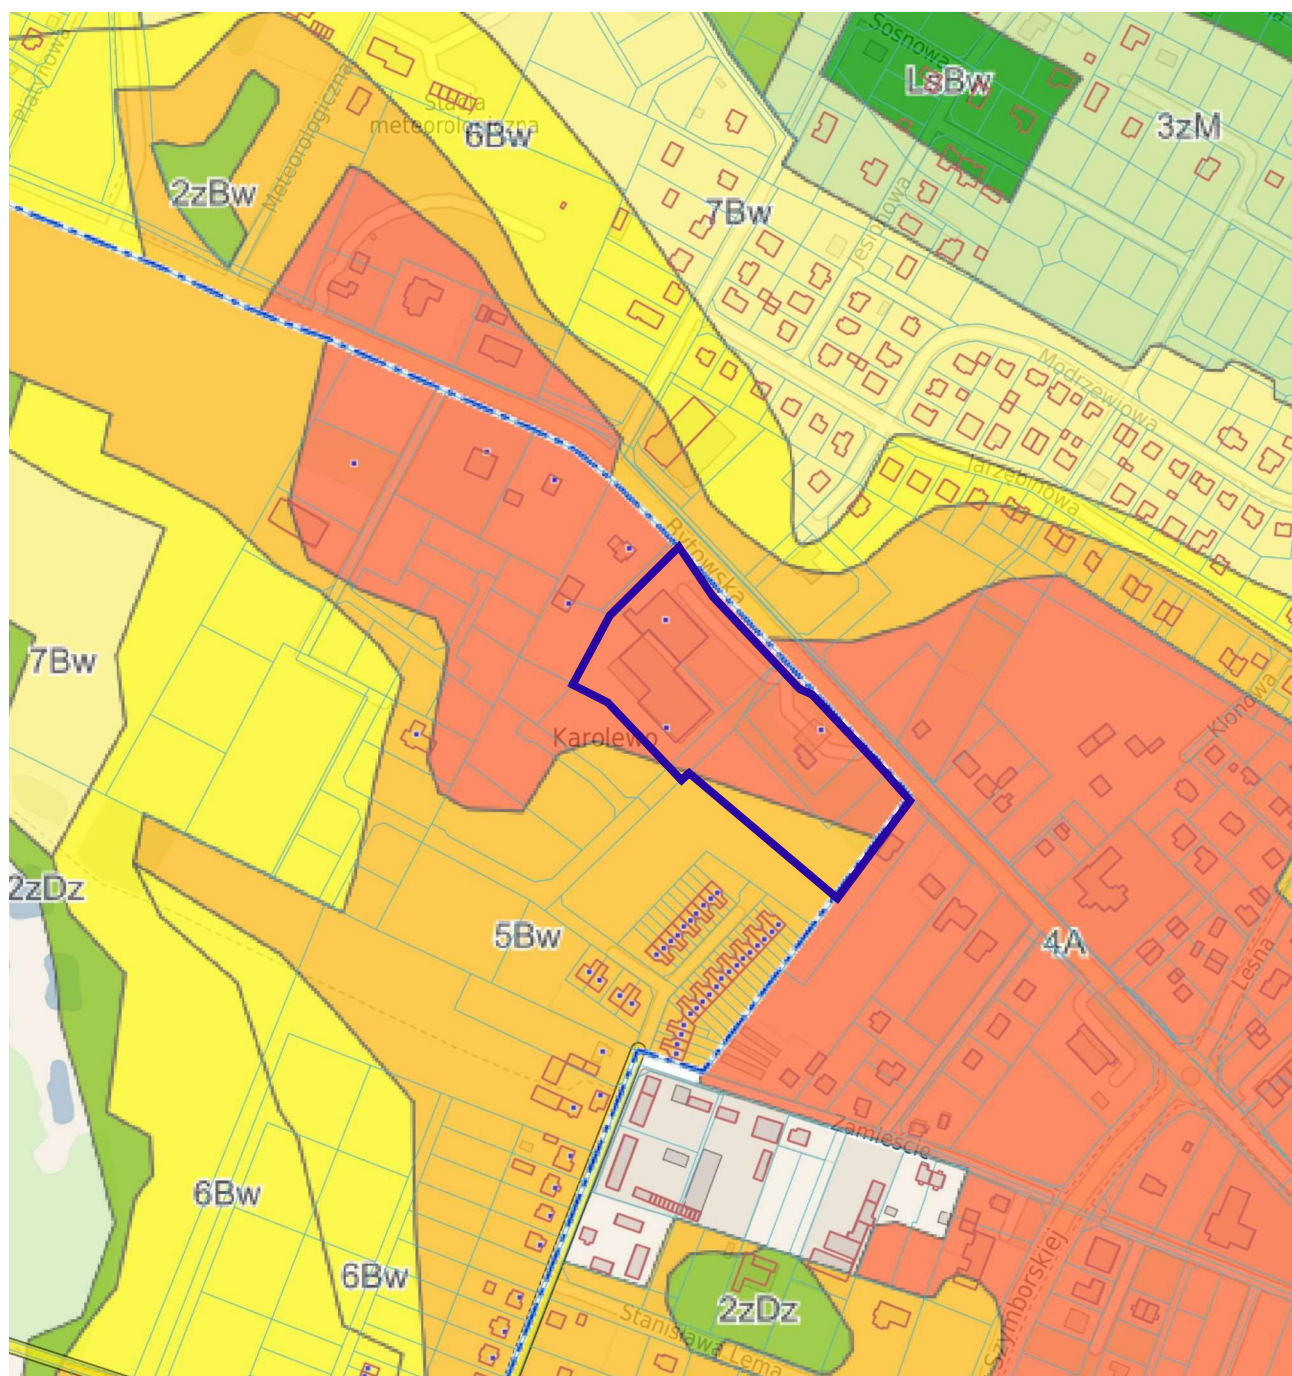 Platynowa
Meteorologiczna
Stacja
meteorologiczna
6Bw
2zBw
Sosnowa
LsBw
3zM
7Bw
Jesionowa
Modrzewiowa
Jarzębinowa
Bytowska
7Bw
Klonowa
Karolewo
2zDz
5Bw
4A
Leśna
Zamieście
6Bw
6Bw
Szymborskiej
2zDz
Stanisława Lema